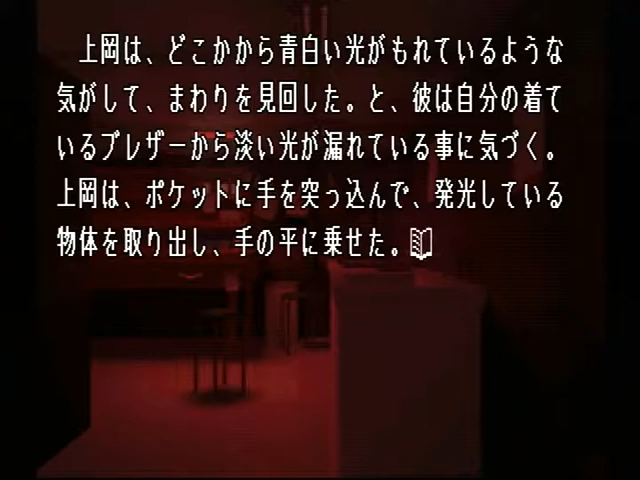 上岡は、どこかから青白い光がもれているような
気がして、まわりを見回した。と、彼は自分の着て
いるブレザーから淡い光が漏れている事に気づく。
上岡は、ポケットに手を突っ込んで、発光している
物体を取り出し、手の平に乗せた。